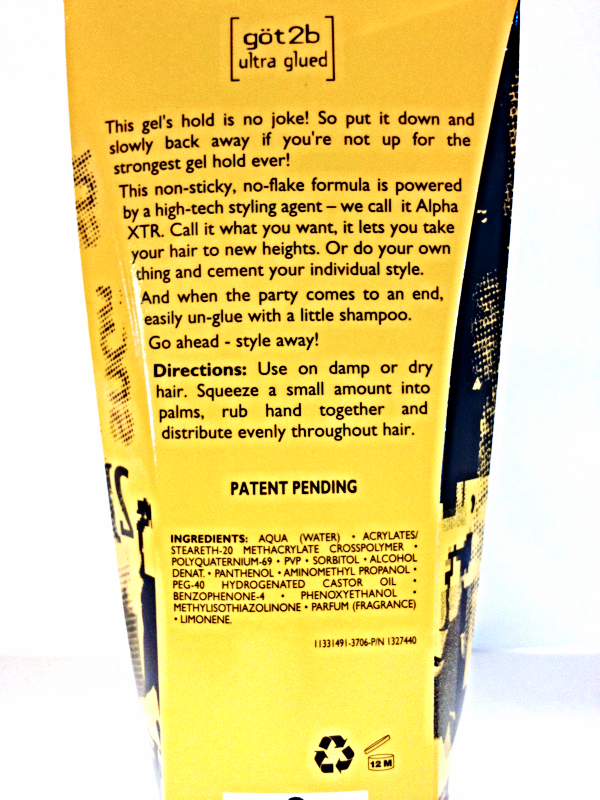 göt2b
ultra glued
This gel's hold is no joke! So put it down and
slowly back away if you're not up for the
strongest gel hold ever!
This non-sticky, no-flake formula is powered
by a high-tech styling agent – we call it Alpha
XTR. Call it what you want, it lets you take
your hair to new heights. Or do your own
thing and cement your individual style.
And when the party comes to an end,
easily un-glue with a little shampoo.
Go ahead - style away!
Directions: Use on damp or dry
hair. Squeeze a small amount into
palms, rub hand together and
distribute evenly throughout hair.
PATENT PENDING
INGREDIENTS: AQUA (WATER) • ACRYLATES/
STEARETH-20 METHACRYLATE CROSSPOLYMER •
POLYQUATERNIUM-69 • PVP • SORBITOL • ALCOHOL
DENAT. • PANTHENOL • AMINOMETHYL PROPANOL •
PEG-40 HYDROGENATED CASTOR OIL •
BENZOPHENONE-4 • PHENOXYETHANOL •
METHYLISOTHIAZOLINONE • PARFUM (FRAGRANCE)
• LIMONENE.
11331491-3706-P/N 1327440
12 M